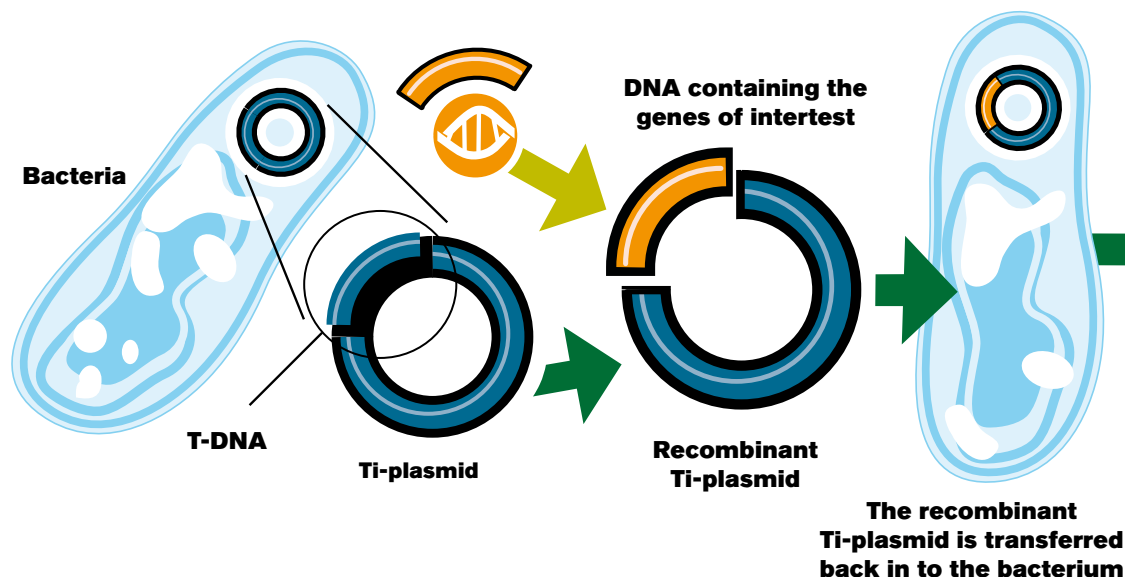 Bacteria
T-DNA
Ti-plasmid
DNA containing the
genes of intertest
Recombinant
Ti-plasmid
The recombinant
Ti-plasmid is transferred
back in to the bacterium